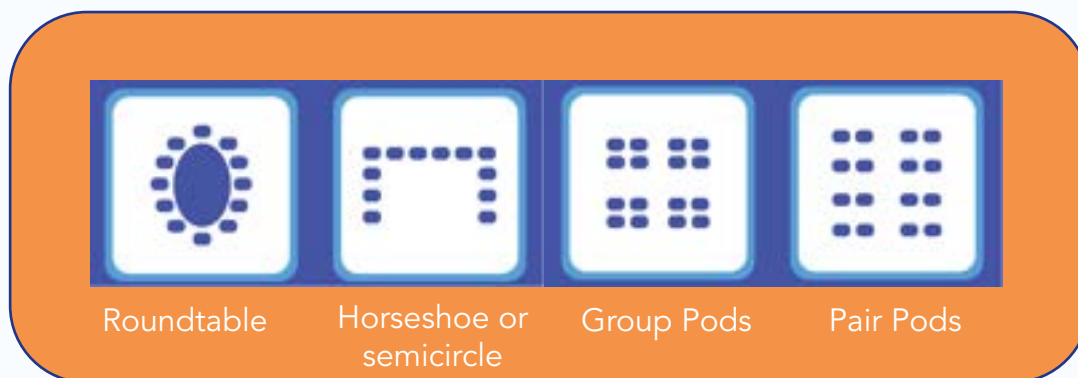 Roundtable
Horseshoe or
semicircle
Group Pods
Pair Pods